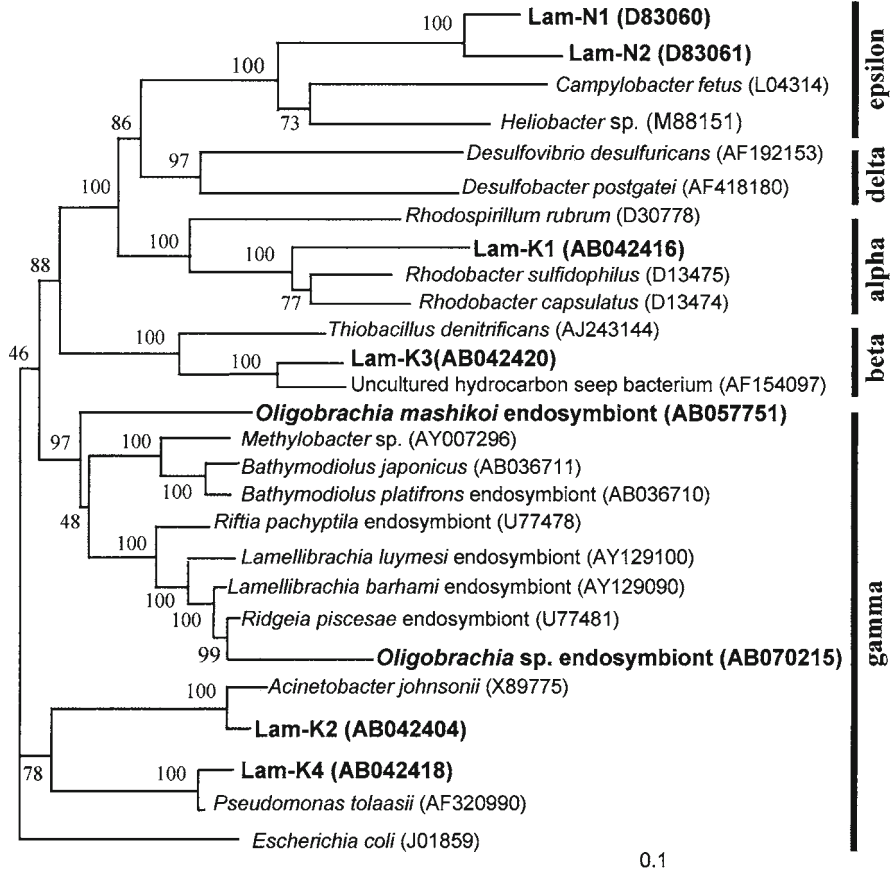 Lam-N1 (D83060)
100
Lam-N2 (D83061)
100
Campylobacter fetus (L04314)
73
Heliobacter sp. (M88151)
epsilon
86
Desulfovibrio desulfuricans (AF192153)
97
Desulfobacter postgatei (AF418180)
delta
100
Rhodospirillum rubrum (D30778)
100
Lam-K1 (AB042416)
100
Rhodobacter sulfidophilus (D13475)
77
Rhodobacter capsulatus (D13474)
alpha
88
Thiobacillus denitrificans (AJ243144)
100
Lam-K3(AB042420)
100
Uncultured hydrocarbon seep bacterium (AF154097)
beta
46
Oligobrachia mashikoi endosymbiont (AB057751)
97
Methylobacter sp. (AY007296)
100
Bathymodiolus japonicus (AB036711)
100
Bathymodiolus platifrons endosymbiont (AB036710)
48
Riftia pachyptila endosymbiont (U77478)
100
Lamellibrachia luymesi endosymbiont (AY129100)
100
Lamellibrachia barhami endosymbiont (AY129090)
100
Ridgeia piscesae endosymbiont (U77481)
99
Oligobrachia sp. endosymbiont (AB070215)
gamma
Acinetobacter johnsonii (X89775)
100
Lam-K2 (AB042404)
78
Lam-K4 (AB042418)
100
Pseudomonas tolaasii (AF320990)
Escherichia coli (J01859)
0.1